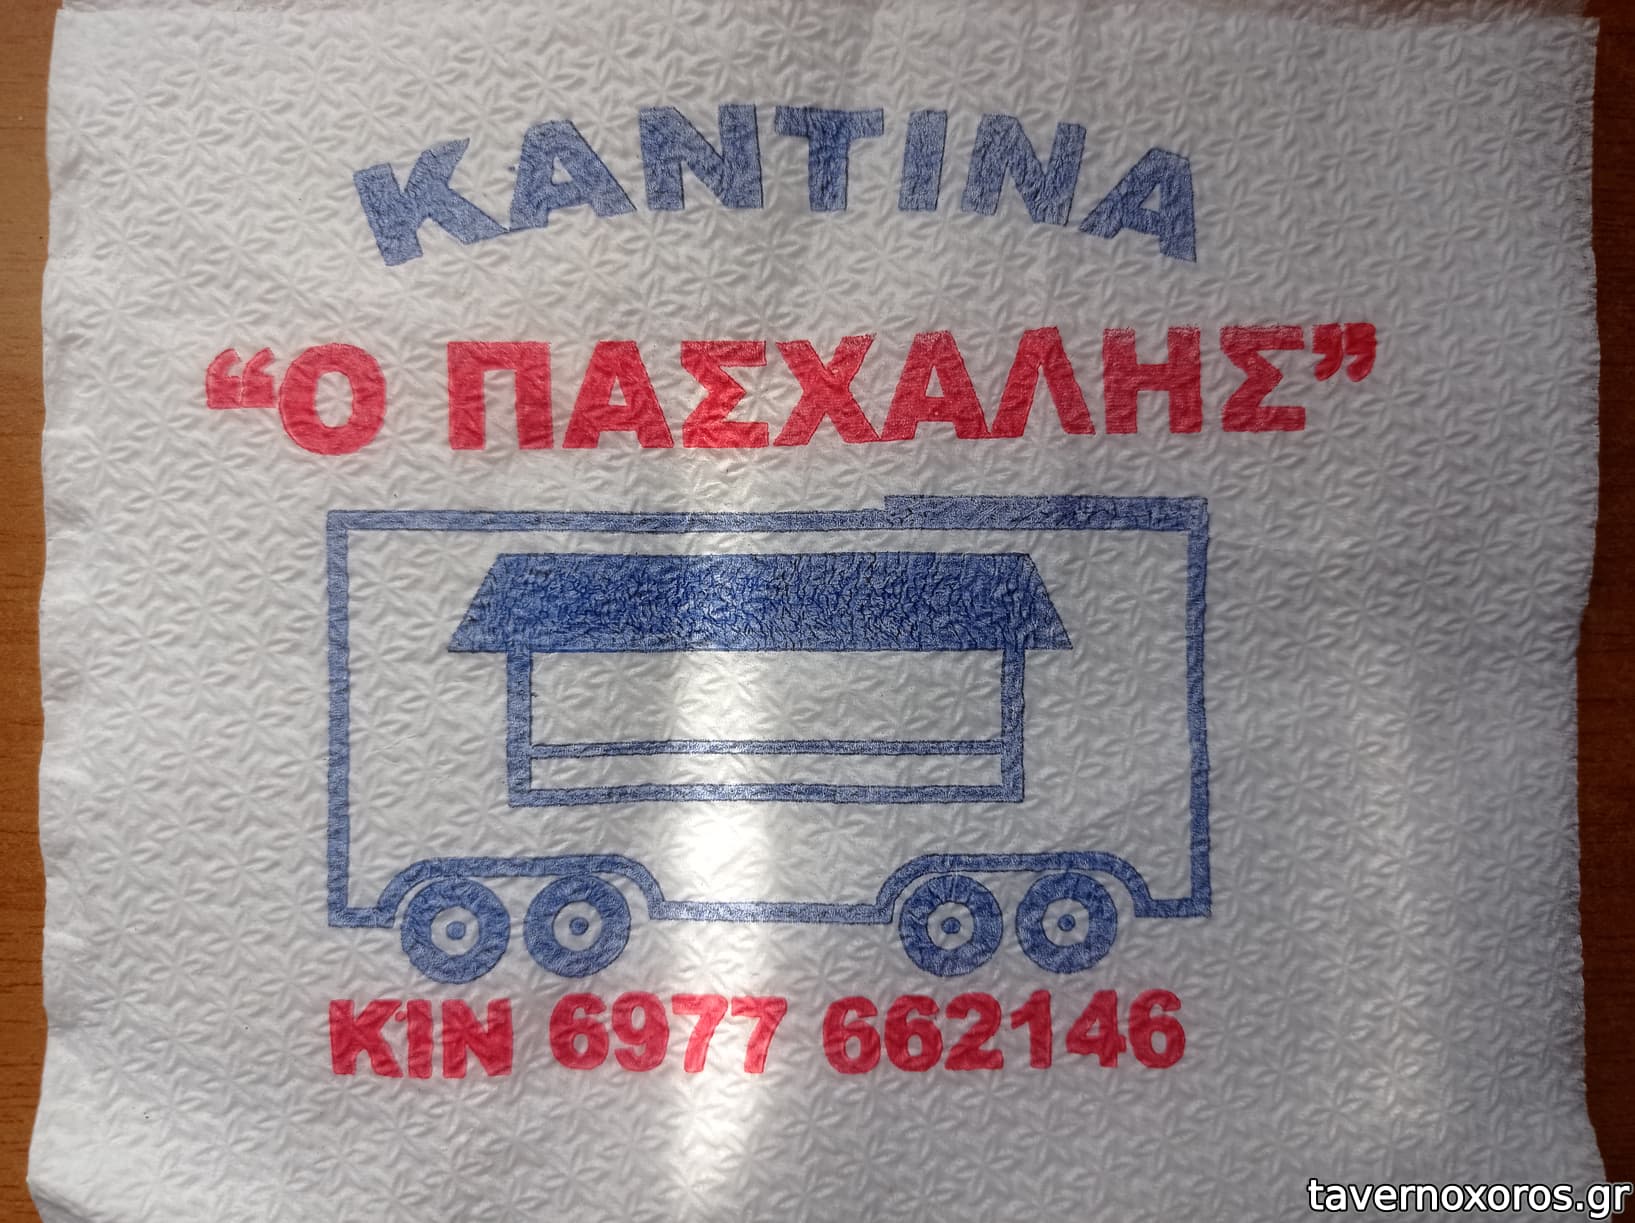 ΚΑΝΤΙΝΑ
“Ο ΠΑΣΧΑΛΗΣ”
ΚΙΝ 6977 662146
tavernoxoros.gr